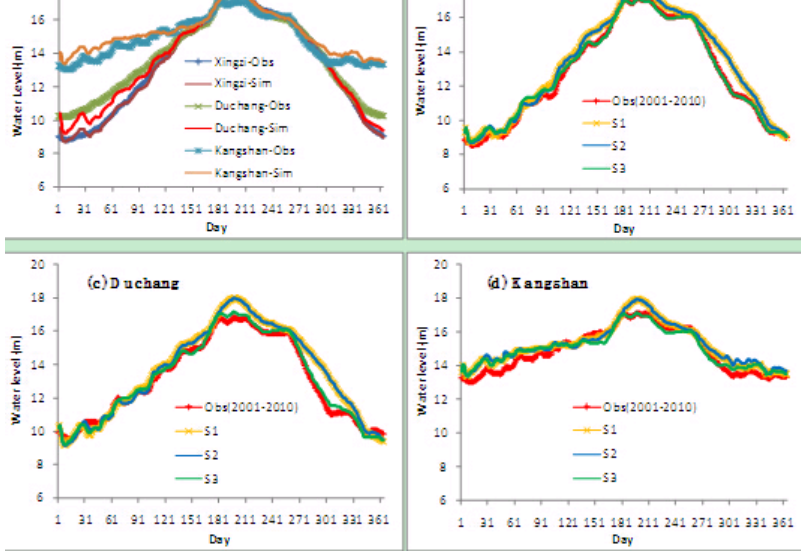 16
14
12
10
8
6
Water level (m)
Xingzi-Obs
Xingzi-Sim
Duchang-Obs
Duchang-Sim
Kangshan-Obs
Kangshan-Sim
1 31 61 91 121 151 181 211 241 271 301 331 361
Day
16
14
12
10
8
6
Water level (m)
Obs(2001-2010)
S1
S2
S3
1 31 61 91 121 151 181 211 241 271 301 331 361
Day
(c) Duchang
20
18
16
14
12
10
8
6
Water level (m)
Obs(2001-2010)
S1
S2
S3
1 31 61 91 121 151 181 211 241 271 301 331 361
Day
(d) Kangshan
20
18
16
14
12
10
8
6
Water level (m)
Obs(2001-2010)
S1
S2
S3
1 31 61 91 121 151 181 211 241 271 301 331 361
Day